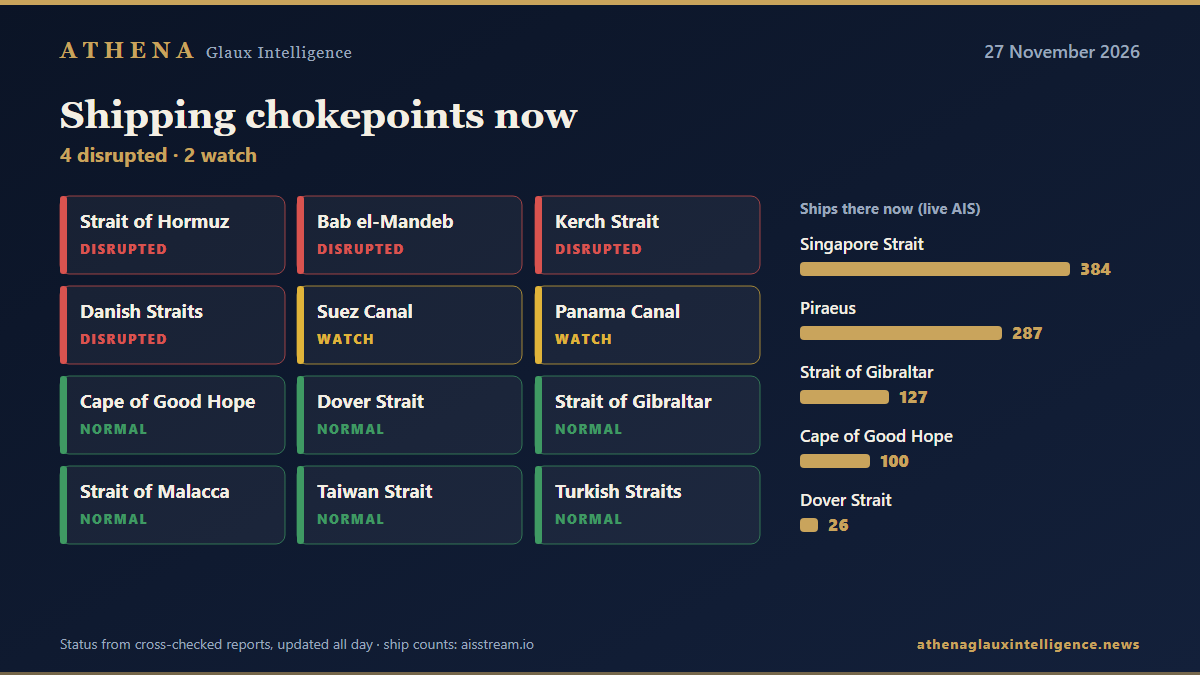 ATHENA Glaux Intelligence
27 November 2026
Shipping chokepoints now
4 disrupted · 2 watch
Strait of Hormuz
DISRUPTED
Bab el-Mandeb
DISRUPTED
Kerch Strait
DISRUPTED
Danish Straits
DISRUPTED
Suez Canal
WATCH
Panama Canal
WATCH
Cape of Good Hope
NORMAL
Dover Strait
NORMAL
Strait of Gibraltar
NORMAL
Strait of Malacca
NORMAL
Taiwan Strait
NORMAL
Turkish Straits
NORMAL
Ships there now (live AIS)
Singapore Strait
384
Piraeus
287
Strait of Gibraltar
127
Cape of Good Hope
100
Dover Strait
26
Status from cross-checked reports, updated all day · ship counts: aisstream.io
athenaglauxintelligence.news